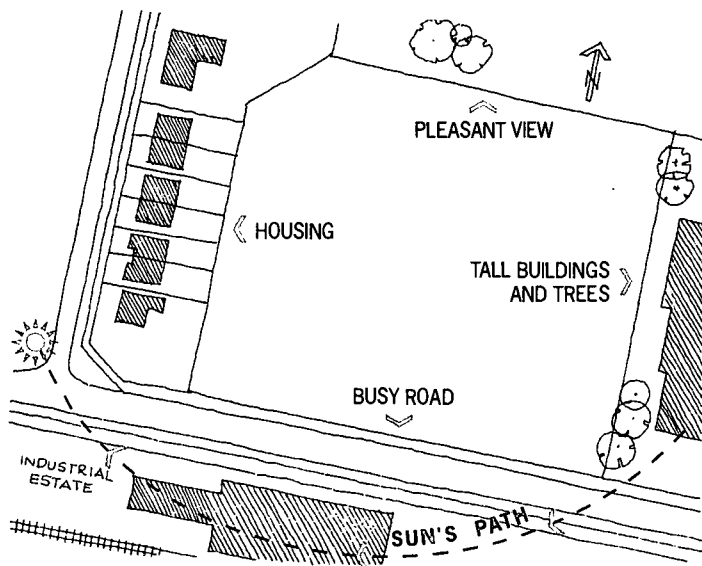 N
PLEASANT VIEW
HOUSING
TALL BUILDINGS
AND TREES
BUSY ROAD
INDUSTRIAL
ESTATE
SUN'S PATH